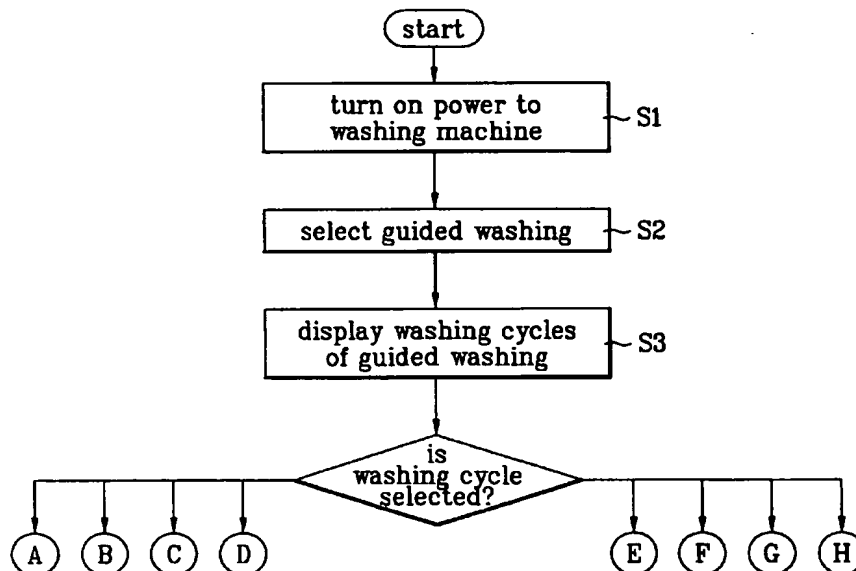 start
turn on power to
washing machine
S1
select guided washing
S2
display washing cycles
of guided washing
S3
is
washing cycle
selected?
A B C D E F G H